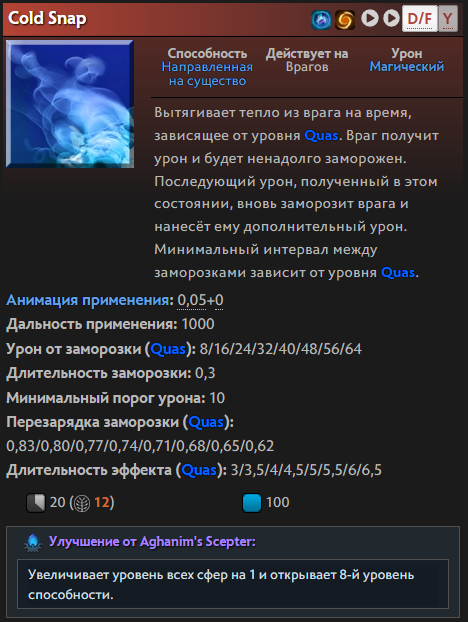 Cold Snap
D/F Y
Способность
Направленная
на существо
Действует на
Врагов
Урон
Магический
Вытягивает тепло из врага на время,
зависящее от уровня Quas. Враг получит
урон и будет ненадолго заморожен.
Последующий урон, полученный в этом
состоянии, вновь заморозит врага и
нанесёт ему дополнительный урон.
Минимальный интервал между
заморозками зависит от уровня Quas.
Анимация применения: 0,05+0
Дальность применения: 1000
Урон от заморозки (Quas): 8/16/24/32/40/48/56/64
Длительность заморозки: 0,3
Минимальный порог урона: 10
Перезарядка заморозки (Quas):
0,83/0,80/0,77/0,74/0,71/0,68/0,65/0,62
Длительность эффекта (Quas): 3/3,5/4/4,5/5/5,5/6/6,5
20 (12) 100
Улучшение от Aghanim's Scepter:
Увеличивает уровень всех сфер на 1 и открывает 8-й уровень
способности.